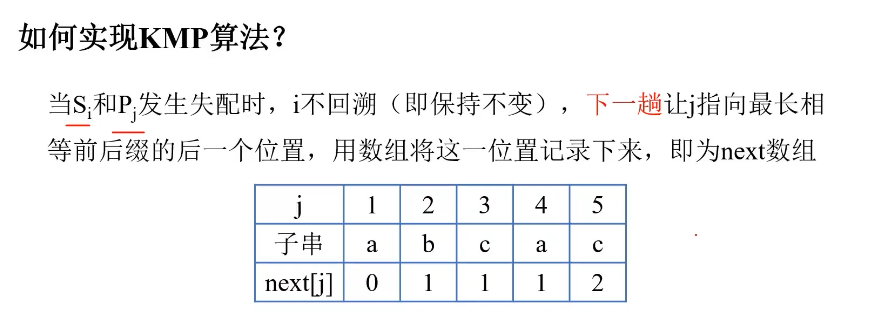 如何实现KMP算法?
当Si和Pj发生失配时，i不回溯（即保持不变），下一趟让j指向最长相
等前后缀的后一个位置，用数组将这一位置记录下来，即为next数组
j 1 2 3 4 5
子串 a b c a c
next[j] 0 1 1 1 2